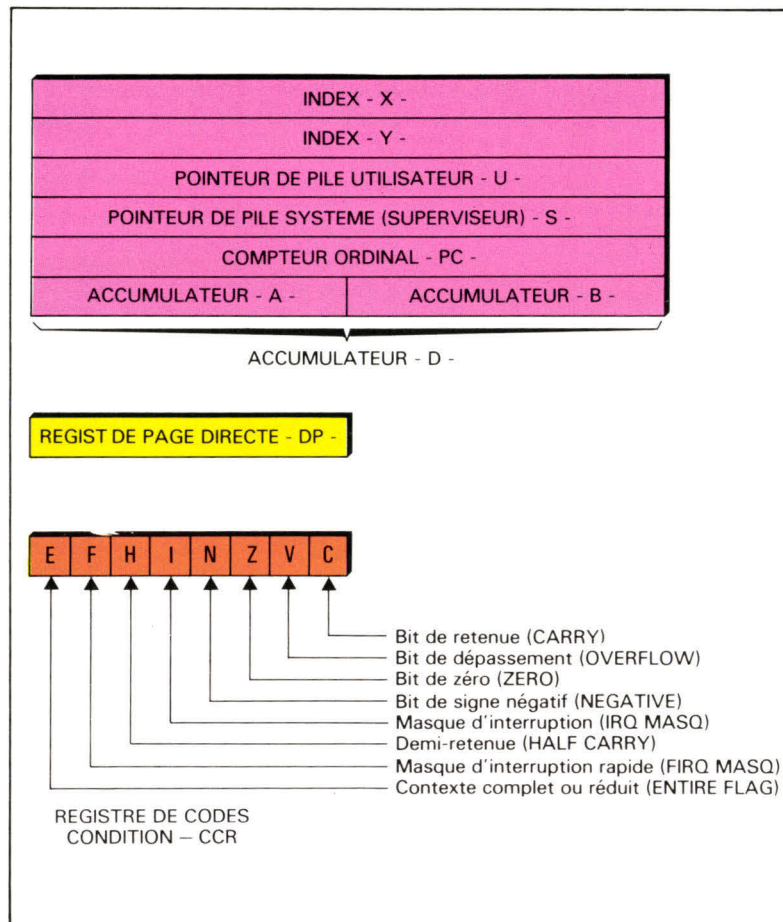 INDEX - X -
INDEX - Y -
POINTEUR DE PILE UTILISATEUR - U -
POINTEUR DE PILE SYSTEME (SUPERVISEUR) - S -
COMPTEUR ORDINAL - PC -
ACCUMULATEUR - A - ACCUMULATEUR - B -
ACCUMULATEUR - D -
REGIST DE PAGE DIRECTE - DP -
E F H I N Z V C
Bit de retenue (CARRY)
Bit de dépassement (OVERFLOW)
Bit de zéro (ZERO)
Bit de signe négatif (NEGATIVE)
Masque d'interruption (IRQ MASQ)
Demi-retenue (HALF CARRY)
Masque d'interruption rapide (FIRQ MASQ)
Contexte complet ou réduit (ENTIRE FLAG)
REGISTRE DE CODES
CONDITION — CCR